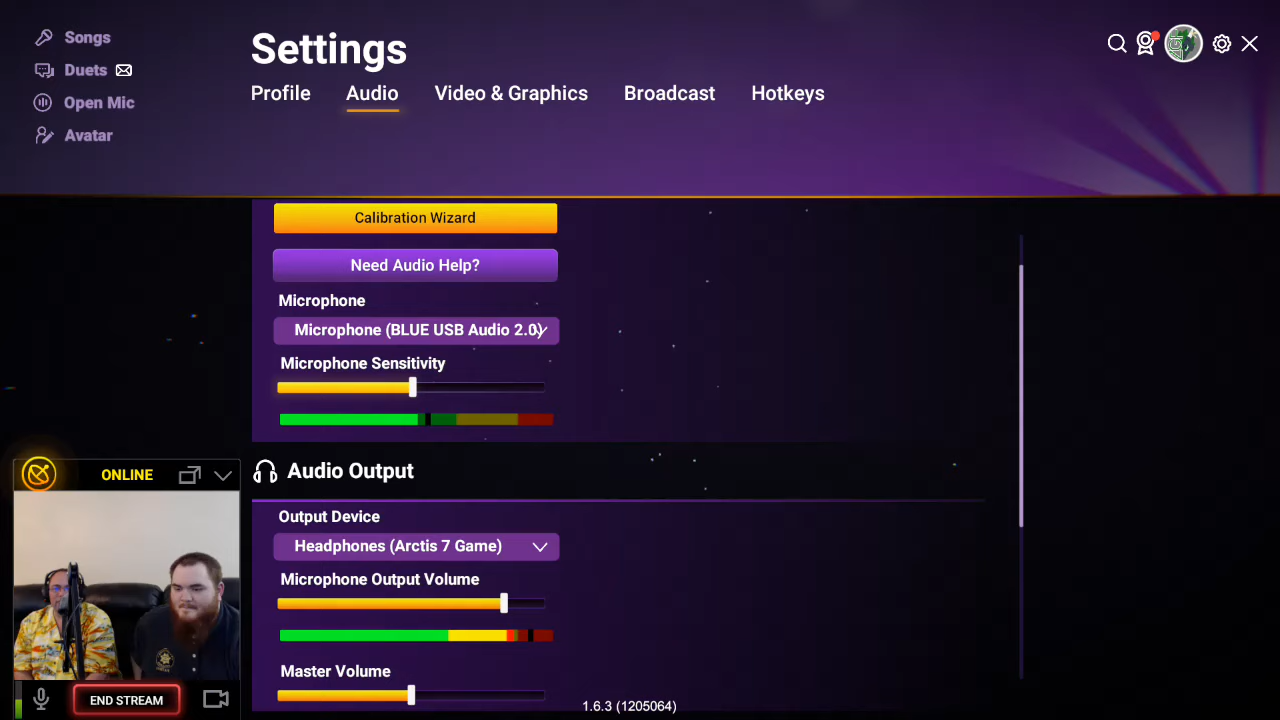 Songs
Duets
Open Mic
Avatar
Settings
Profile Audio Video & Graphics Broadcast Hotkeys
Calibration Wizard
Need Audio Help?
Microphone
Microphone (BLUE USB Audio 2.0)
Microphone Sensitivity
Audio Output
Output Device
Headphones (Arctis 7 Game)
Microphone Output Volume
Master Volume
ONLINE
END STREAM
1.6.3 (1205064)